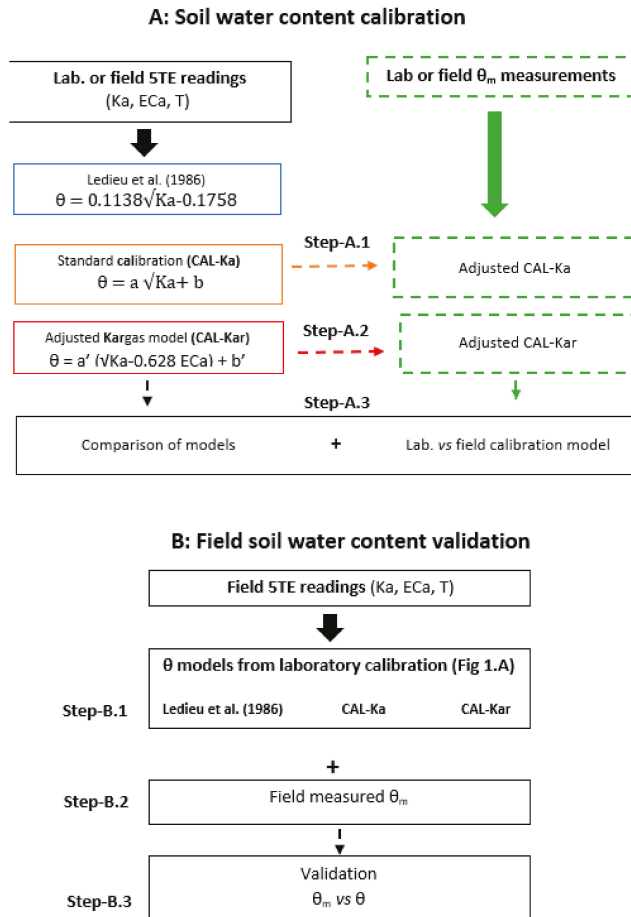 A: Soil water content calibration
Lab. or field 5TE readings
(Ka, ECa, T)
Lab or field θₘ measurements
Ledieu et al. (1986)
θ = 0.1138√Ka-0.1758
Step-A.1
Standard calibration (CAL-Ka)
θ = a √Ka+ b
Adjusted CAL-Ka
Step-A.2
Adjusted Kargas model (CAL-Kar)
θ = a′ (√Ka-0.628 ECa) + b′
Adjusted CAL-Kar
Step-A.3
Comparison of models + Lab. vs field calibration model
B: Field soil water content validation
Field 5TE readings (Ka, ECa, T)
θ models from laboratory calibration (Fig 1.A)
Step-B.1 Ledieu et al. (1986) CAL-Ka CAL-Kar
+
Step-B.2 Field measured θₘ
Validation
Step-B.3 θₘ vs θ